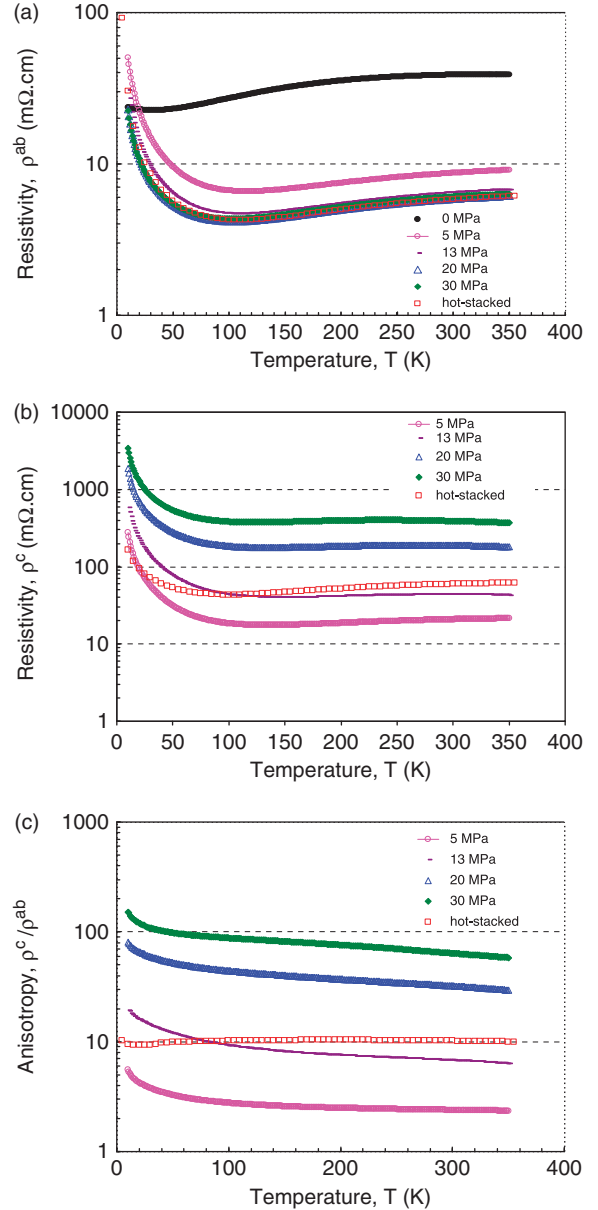 (a)
100
10
1
Resistivity, ρ^ab (mΩ.cm)
0 MPa
5 MPa
13 MPa
20 MPa
30 MPa
hot-stacked
0 50 100 150 200 250 300 350 400
Temperature, T (K)
(b)
10000
1000
100
10
1
Resistivity, ρ^c (mΩ.cm)
5 MPa
13 MPa
20 MPa
30 MPa
hot-stacked
0 50 100 150 200 250 300 350 400
Temperature, T (K)
(c)
1000
100
10
1
Anisotropy, ρ^c/ρ^ab
5 MPa
13 MPa
20 MPa
30 MPa
hot-stacked
0 100 200 300 400
Temperature, T (K)